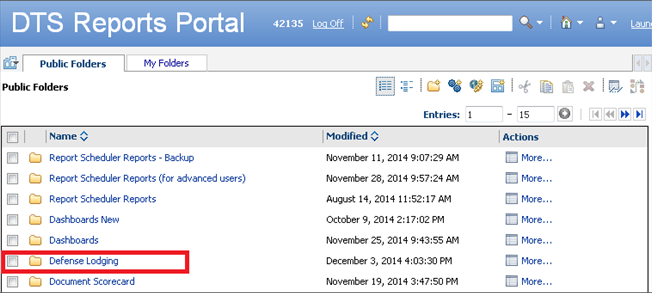 DTS Reports Portal
42135 Log Off
Public Folders My Folders
Public Folders
Entries: 1 - 15
Name Modified Actions
Report Scheduler Reports - Backup November 11, 2014 9:07:29 AM More...
Report Scheduler Reports (for advanced users) November 28, 2014 9:57:24 AM More...
Report Scheduler Reports August 14, 2014 11:52:17 AM More...
Dashboards New October 9, 2014 2:17:02 PM More...
Dashboards November 25, 2014 9:43:55 AM More...
Defense Lodging December 3, 2014 4:03:30 PM More...
Document Scorecard November 19, 2014 3:47:50 PM More...